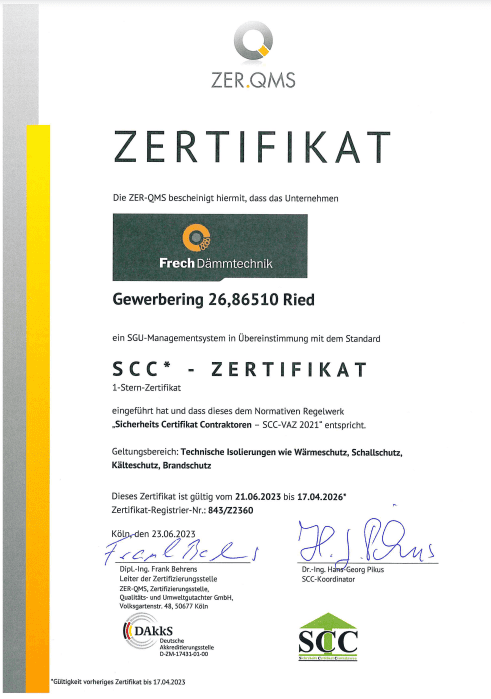 ZER.QMS
ZERTIFIKAT
Die ZER-QMS bescheinigt hiermit, dass das Unternehmen
Frech Dämmtechnik
Gewerbering 26,86510 Ried
ein SGU-Managementsystem in Übereinstimmung mit dem Standard
SCC* - ZERTIFIKAT
1-Stern-Zertifikat
eingeführt hat und dass dieses dem Normativen Regelwerk
„Sicherheits Certifikat Contraktoren – SCC-VAZ 2021“ entspricht.
Geltungsbereich: Technische Isolierungen wie Wärmeschutz, Schallschutz,
Kälteschutz, Brandschutz
Dieses Zertifikat ist gültig vom 21.06.2023 bis 17.04.2026*
Zertifikat-Registrier-Nr.: 843/Z2360
Köln, den 23.06.2023
Frank Behrens
H. J. Pikus
Dipl.-Ing. Frank Behrens
Leiter der Zertifizierungsstelle
ZER-QMS, Zertifizierungsstelle,
Qualitäts- und Umweltgutachter GmbH,
Volksgartenstr. 48, 50677 Köln
Dr.-Ing. Hans-Georg Pikus
SCC-Koordinator
DAkkS
Deutsche
Akkreditierungsstelle
D-ZM-17431-01-00
SCC
*Gültigkeit vorheriges Zertifikat bis 17.04.2023